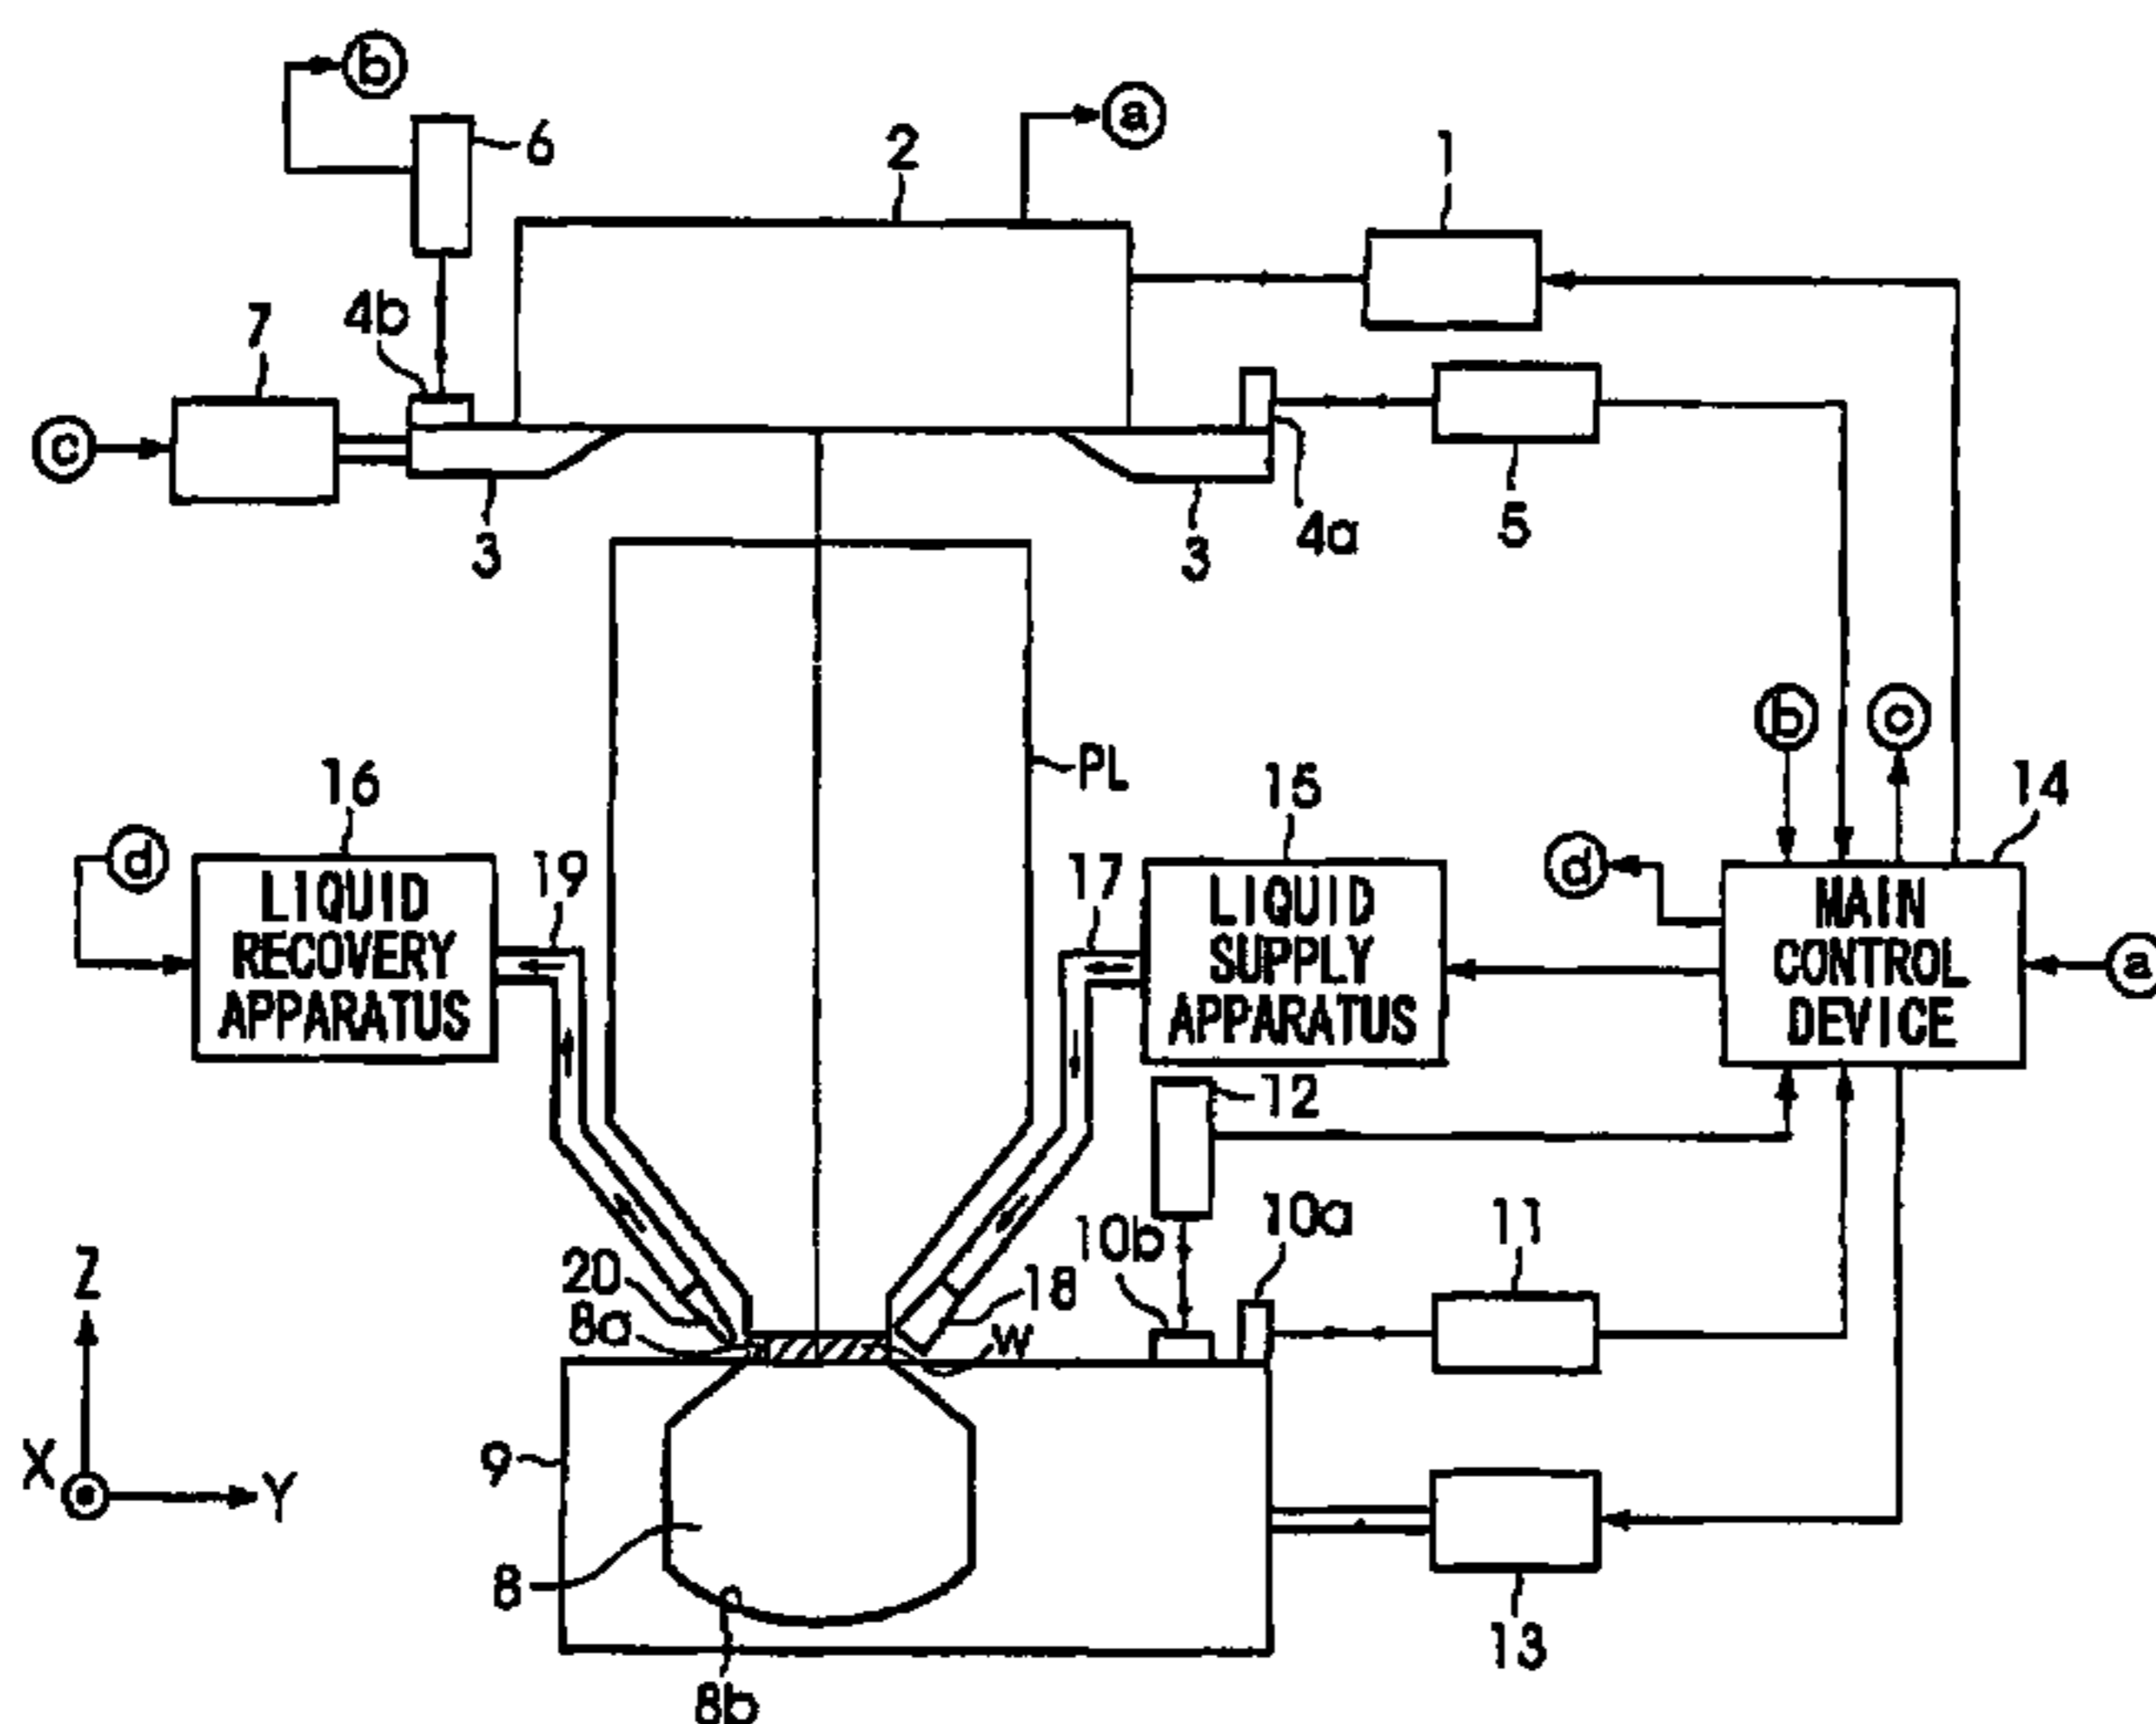 b
a
6
2
1
7
4b
c
3
3
4a
5
b
c
PL
16
15
14
d
19
17
d
LIQUID
RECOVERY
APPARATUS
LIQUID
SUPPLY
APPARATUS
MAIN
CONTROL
DEVICE
a
12
10b
10a
11
Z
20
18
8a
W
X
Y
9
8
13
8b